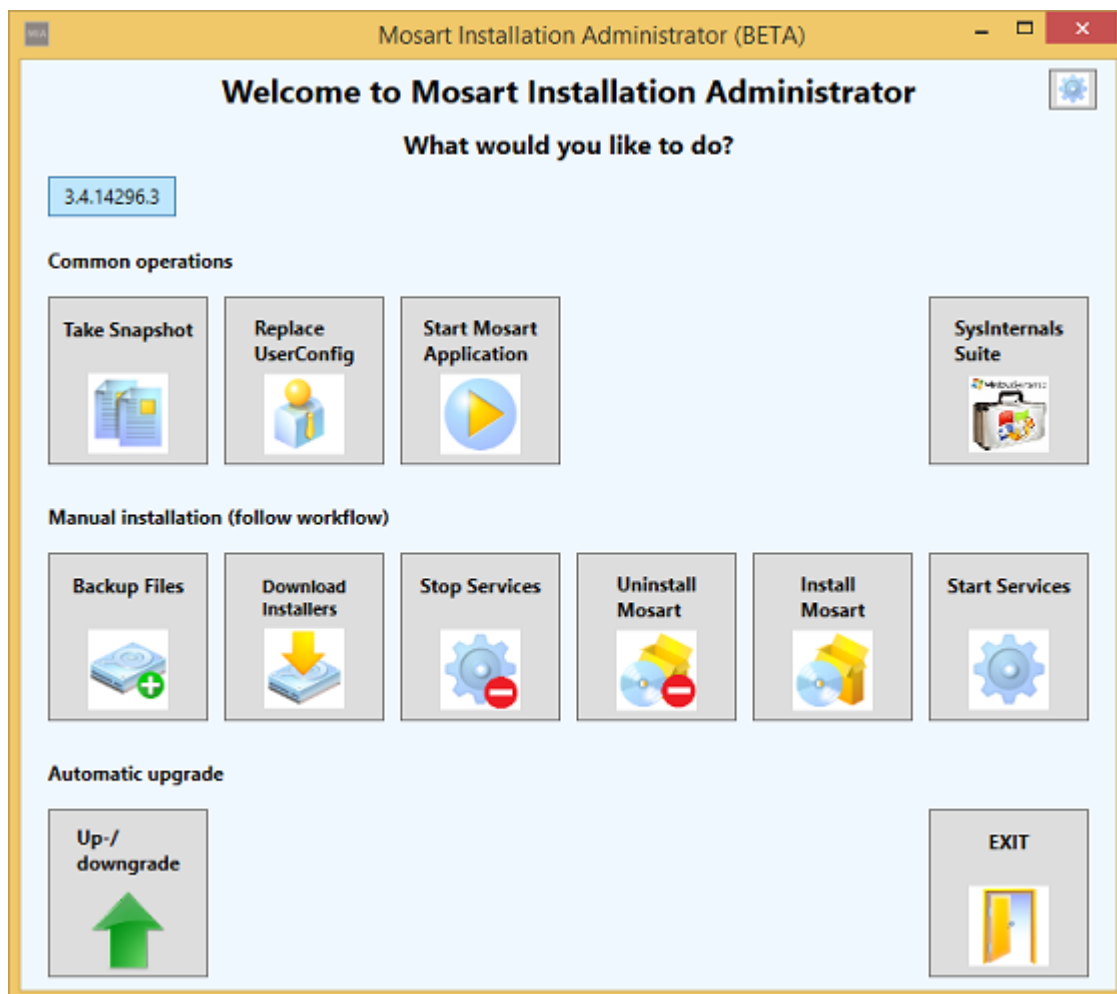 Mosart Installation Administrator (BETA)
Welcome to Mosart Installation Administrator
What would you like to do?
3.4.14296.3
Common operations
Take Snapshot
Replace
UserConfig
Start Mosart
Application
SysInternals
Suite
Manual installation (follow workflow)
Backup Files
Download
Installers
Stop Services
Uninstall
Mosart
Install
Mosart
Start Services
Automatic upgrade
Up-/
downgrade
EXIT